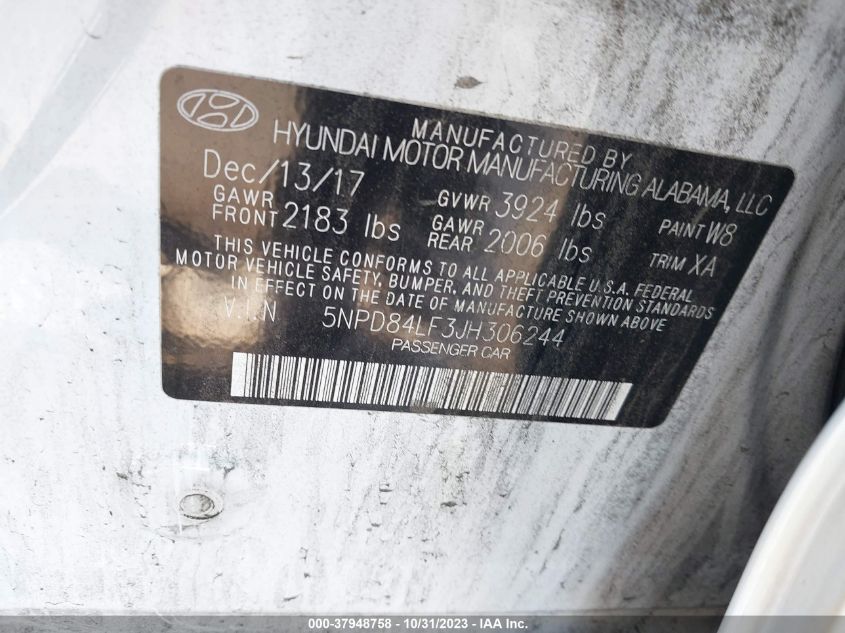 MANUFACTURED BY
HYUNDAI MOTOR MANUFACTURING ALABAMA, LLC
Dec/13/17 GVWR 3924 lbs PAINT W8
GAWR FRONT 2183 lbs GAWR REAR 2006 lbs TRIM XA
THIS VEHICLE CONFORMS TO ALL APPLICABLE U.S.A. FEDERAL
MOTOR VEHICLE SAFETY, BUMPER, AND THEFT PREVENTION STANDARDS
IN EFFECT ON THE DATE OF MANUFACTURE SHOWN ABOVE
V.I.N 5NPD84LF3JH306244
PASSENGER CAR
000-37948758 - 10/31/2023 - IAA Inc.